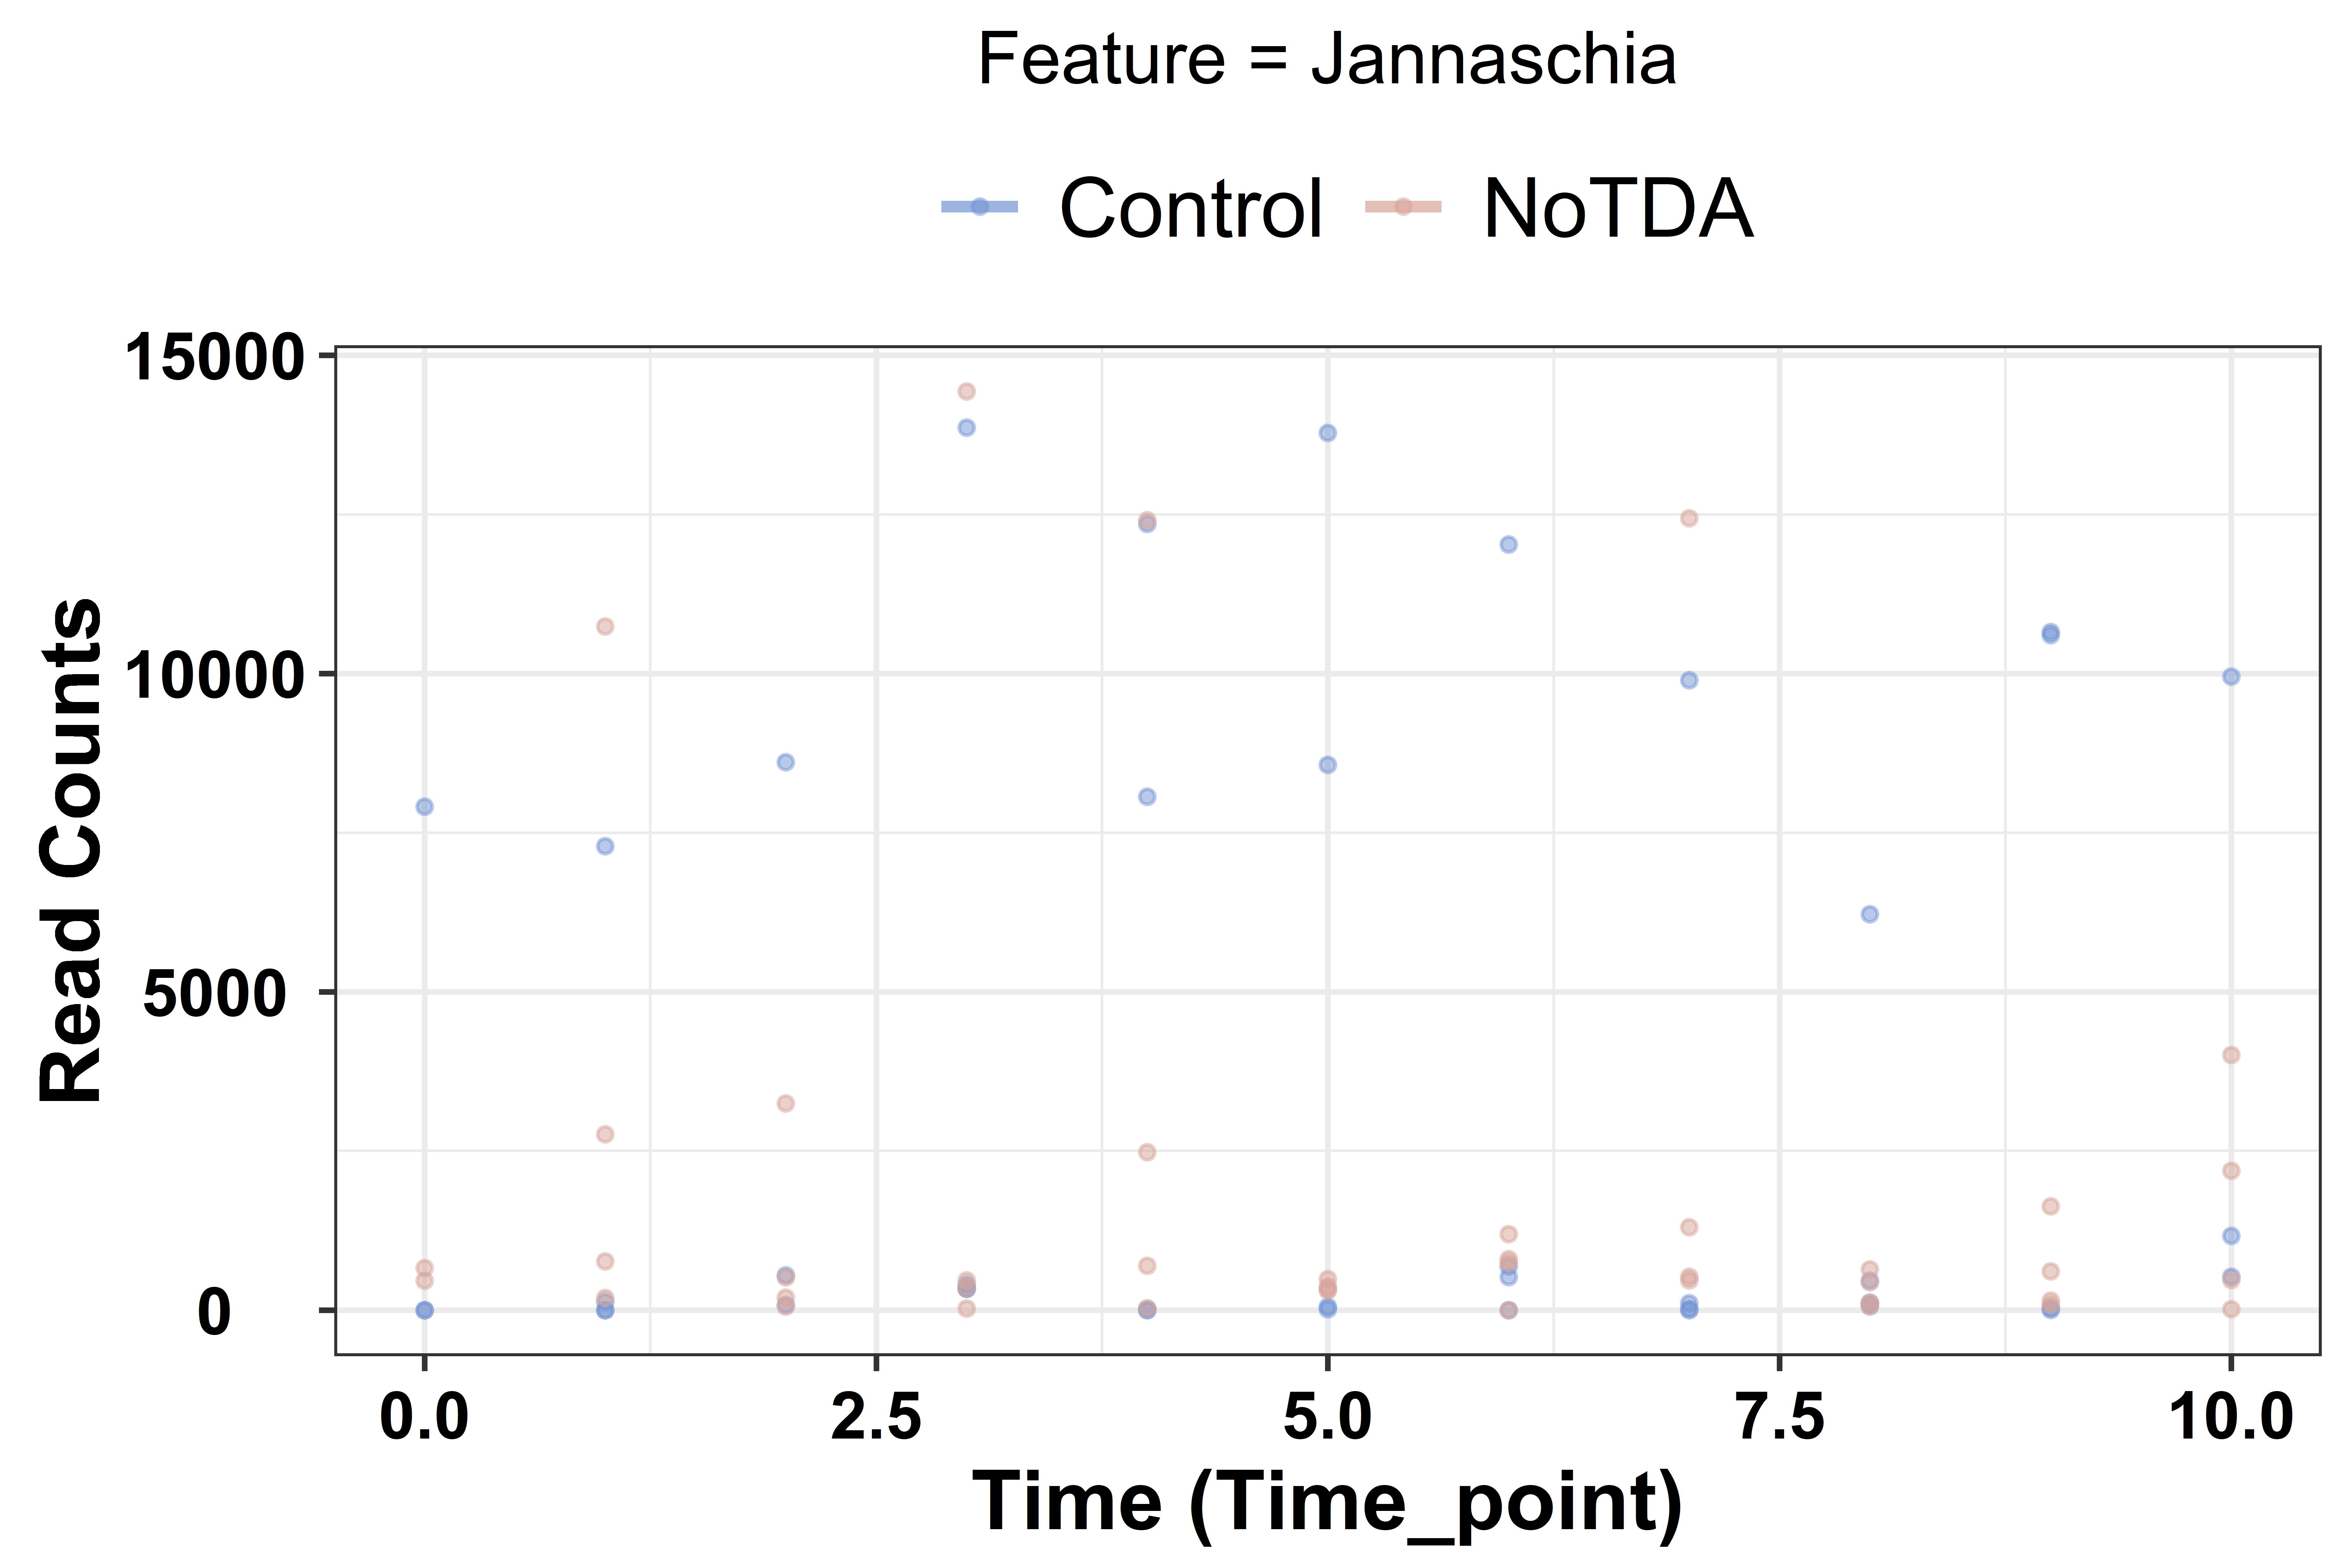 Feature = Jannaschia
Control NoTDA
15000
10000
5000
0
Read Counts
0.0 2.5 5.0 7.5 10.0
Time (Time_point)